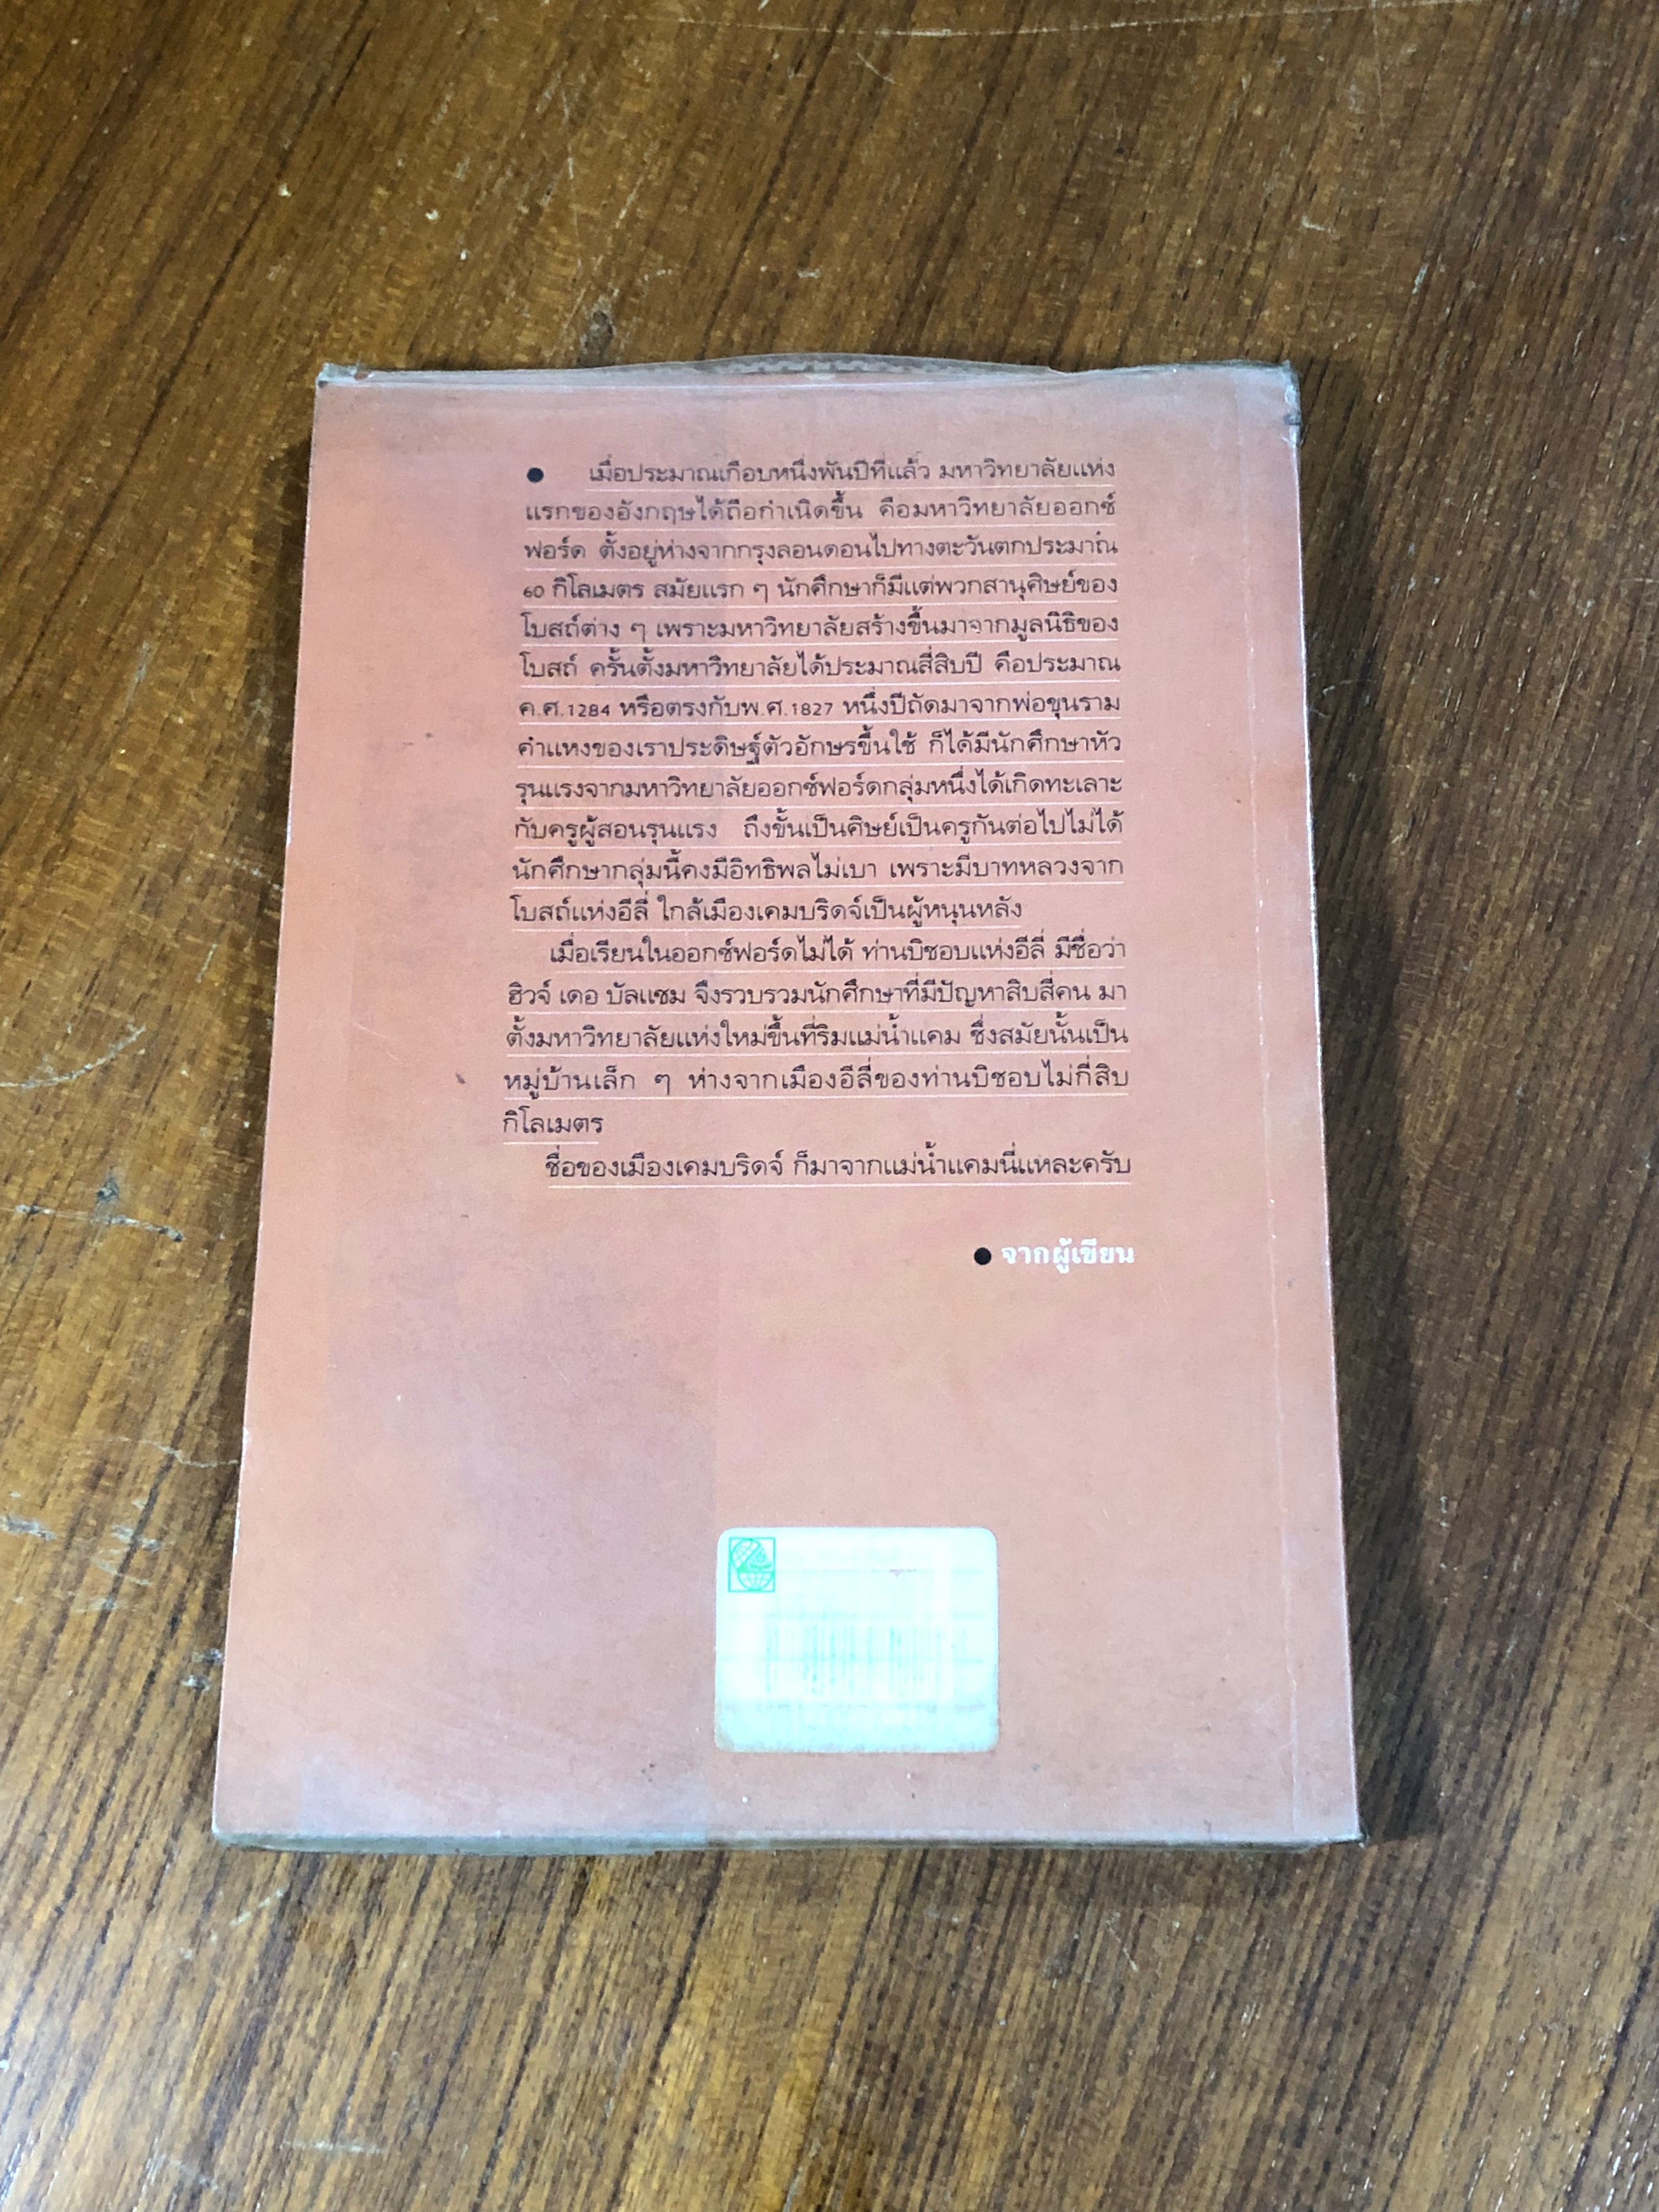 ● เมื่อประมาณเกือบหนึ่งพันปีที่แล้ว มหาวิทยาลัยแห่ง
แรกของอังกฤษได้ถือกำเนิดขึ้น คือมหาวิทยาลัยออกซ์
ฟอร์ด ตั้งอยู่ห่างจากกรุงลอนดอนไปทางตะวันตกประมาณ
60 กิโลเมตร สมัยแรก ๆ นักศึกษาก็มีแต่พวกสานุศิษย์ของ
โบสถ์ต่าง ๆ เพราะมหาวิทยาลัยสร้างขึ้นมาจากมูลนิธิของ
โบสถ์ ครั้นตั้งมหาวิทยาลัยได้ประมาณสี่สิบปี คือประมาณ
ค.ศ.1284 หรือตรงกับพ.ศ.1827 หนึ่งปีถัดมาจากพ่อขุนราม
คำแหงของเราประดิษฐ์ตัวอักษรขึ้นใช้ ก็ได้มีนักศึกษาหัว
รุนแรงจากมหาวิทยาลัยออกซ์ฟอร์ดกลุ่มหนึ่งได้เกิดทะเลาะ
กับครูผู้สอนรุนแรง ถึงขั้นเป็นศิษย์เป็นครูกันต่อไปไม่ได้
นักศึกษากลุ่มนี้คงมีอิทธิพลไม่เบา เพราะมีบาทหลวงจาก
โบสถ์แห่งอีลี่ ใกล้เมืองเคมบริดจ์เป็นผู้หนุนหลัง
เมื่อเรียนในออกซ์ฟอร์ดไม่ได้ ท่านบิชอบแห่งอีลี่ มีชื่อว่า
ฮิวจ์ เดอ บัลแซม จึงรวบรวมนักศึกษาที่มีปัญหาสิบสี่คน มา
ตั้งมหาวิทยาลัยแห่งใหม่ขึ้นที่ริมแม่น้ำแคม ซึ่งสมัยนั้นเป็น
หมู่บ้านเล็ก ๆ ห่างจากเมืองอีลี่ของท่านบิชอบไม่กี่สิบ
กิโลเมตร
ชื่อของเมืองเคมบริดจ์ ก็มาจากแม่น้ำแคมนี่แหละครับ
● จากผู้เขียน